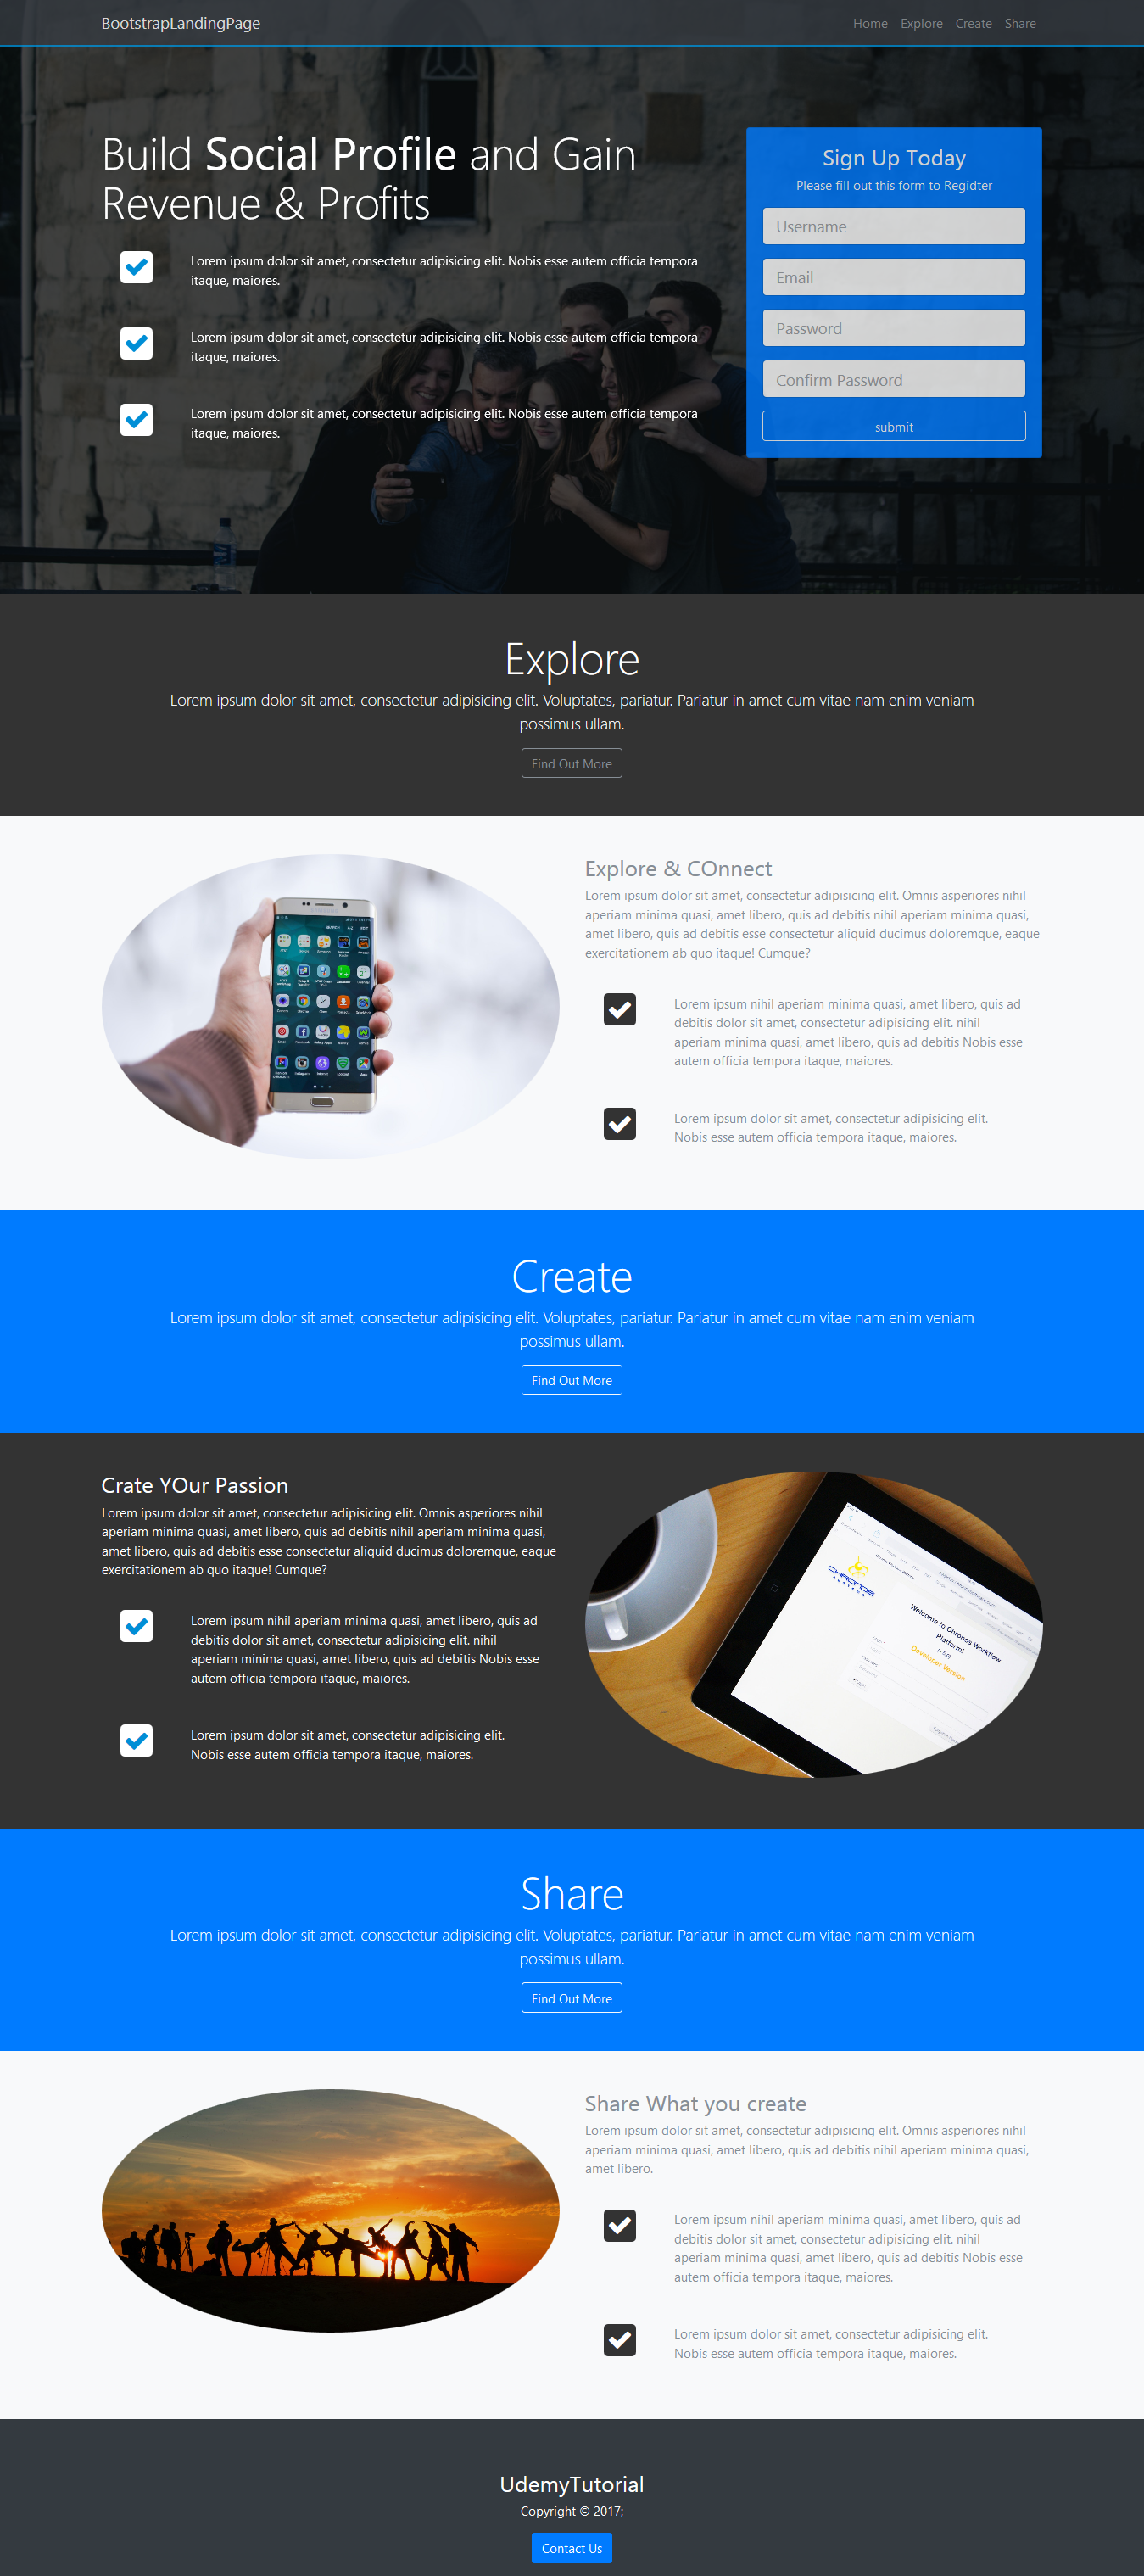 BootstrapLandingPage
Home Explore Create Share
Build Social Profile and Gain
Revenue & Profits
Lorem ipsum dolor sit amet, consectetur adipisicing elit. Nobis esse autem officia tempora
itaque, maiores.
Lorem ipsum dolor sit amet, consectetur adipisicing elit. Nobis esse autem officia tempora
itaque, maiores.
Lorem ipsum dolor sit amet, consectetur adipisicing elit. Nobis esse autem officia tempora
itaque, maiores.
Sign Up Today
Please fill out this form to Regidter
Username
Email
Password
Confirm Password
submit
Explore
Lorem ipsum dolor sit amet, consectetur adipisicing elit. Voluptates, pariatur. Pariatur in amet cum vitae nam enim veniam
possimus ullam.
Find Out More
Explore & COnnect
Lorem ipsum dolor sit amet, consectetur adipisicing elit. Omnis asperiores nihil
aperiam minima quasi, amet libero, quis ad debitis nihil aperiam minima quasi,
amet libero, quis ad debitis esse consectetur aliquid ducimus doloremque, eaque
exercitationem ab quo itaque! Cumque?
Lorem ipsum nihil aperiam minima quasi, amet libero, quis ad
debitis dolor sit amet, consectetur adipisicing elit. nihil
aperiam minima quasi, amet libero, quis ad debitis Nobis esse
autem officia tempora itaque, maiores.
Lorem ipsum dolor sit amet, consectetur adipisicing elit.
Nobis esse autem officia tempora itaque, maiores.
Create
Lorem ipsum dolor sit amet, consectetur adipisicing elit. Voluptates, pariatur. Pariatur in amet cum vitae nam enim veniam
possimus ullam.
Find Out More
Crate YOur Passion
Lorem ipsum dolor sit amet, consectetur adipisicing elit. Omnis asperiores nihil
aperiam minima quasi, amet libero, quis ad debitis nihil aperiam minima quasi,
amet libero, quis ad debitis esse consectetur aliquid ducimus doloremque, eaque
exercitationem ab quo itaque! Cumque?
Lorem ipsum nihil aperiam minima quasi, amet libero, quis ad
debitis dolor sit amet, consectetur adipisicing elit. nihil
aperiam minima quasi, amet libero, quis ad debitis Nobis esse
autem officia tempora itaque, maiores.
Lorem ipsum dolor sit amet, consectetur adipisicing elit.
Nobis esse autem officia tempora itaque, maiores.
CHRONOS
Welcome to Chronos Workflow
Platform!
Developer Version
Share
Lorem ipsum dolor sit amet, consectetur adipisicing elit. Voluptates, pariatur. Pariatur in amet cum vitae nam enim veniam
possimus ullam.
Find Out More
Share What you create
Lorem ipsum dolor sit amet, consectetur adipisicing elit. Omnis asperiores nihil
aperiam minima quasi, amet libero, quis ad debitis nihil aperiam minima quasi,
amet libero.
Lorem ipsum nihil aperiam minima quasi, amet libero, quis ad
debitis dolor sit amet, consectetur adipisicing elit. nihil
aperiam minima quasi, amet libero, quis ad debitis Nobis esse
autem officia tempora itaque, maiores.
Lorem ipsum dolor sit amet, consectetur adipisicing elit.
Nobis esse autem officia tempora itaque, maiores.
UdemyTutorial
Copyright © 2017;
Contact Us